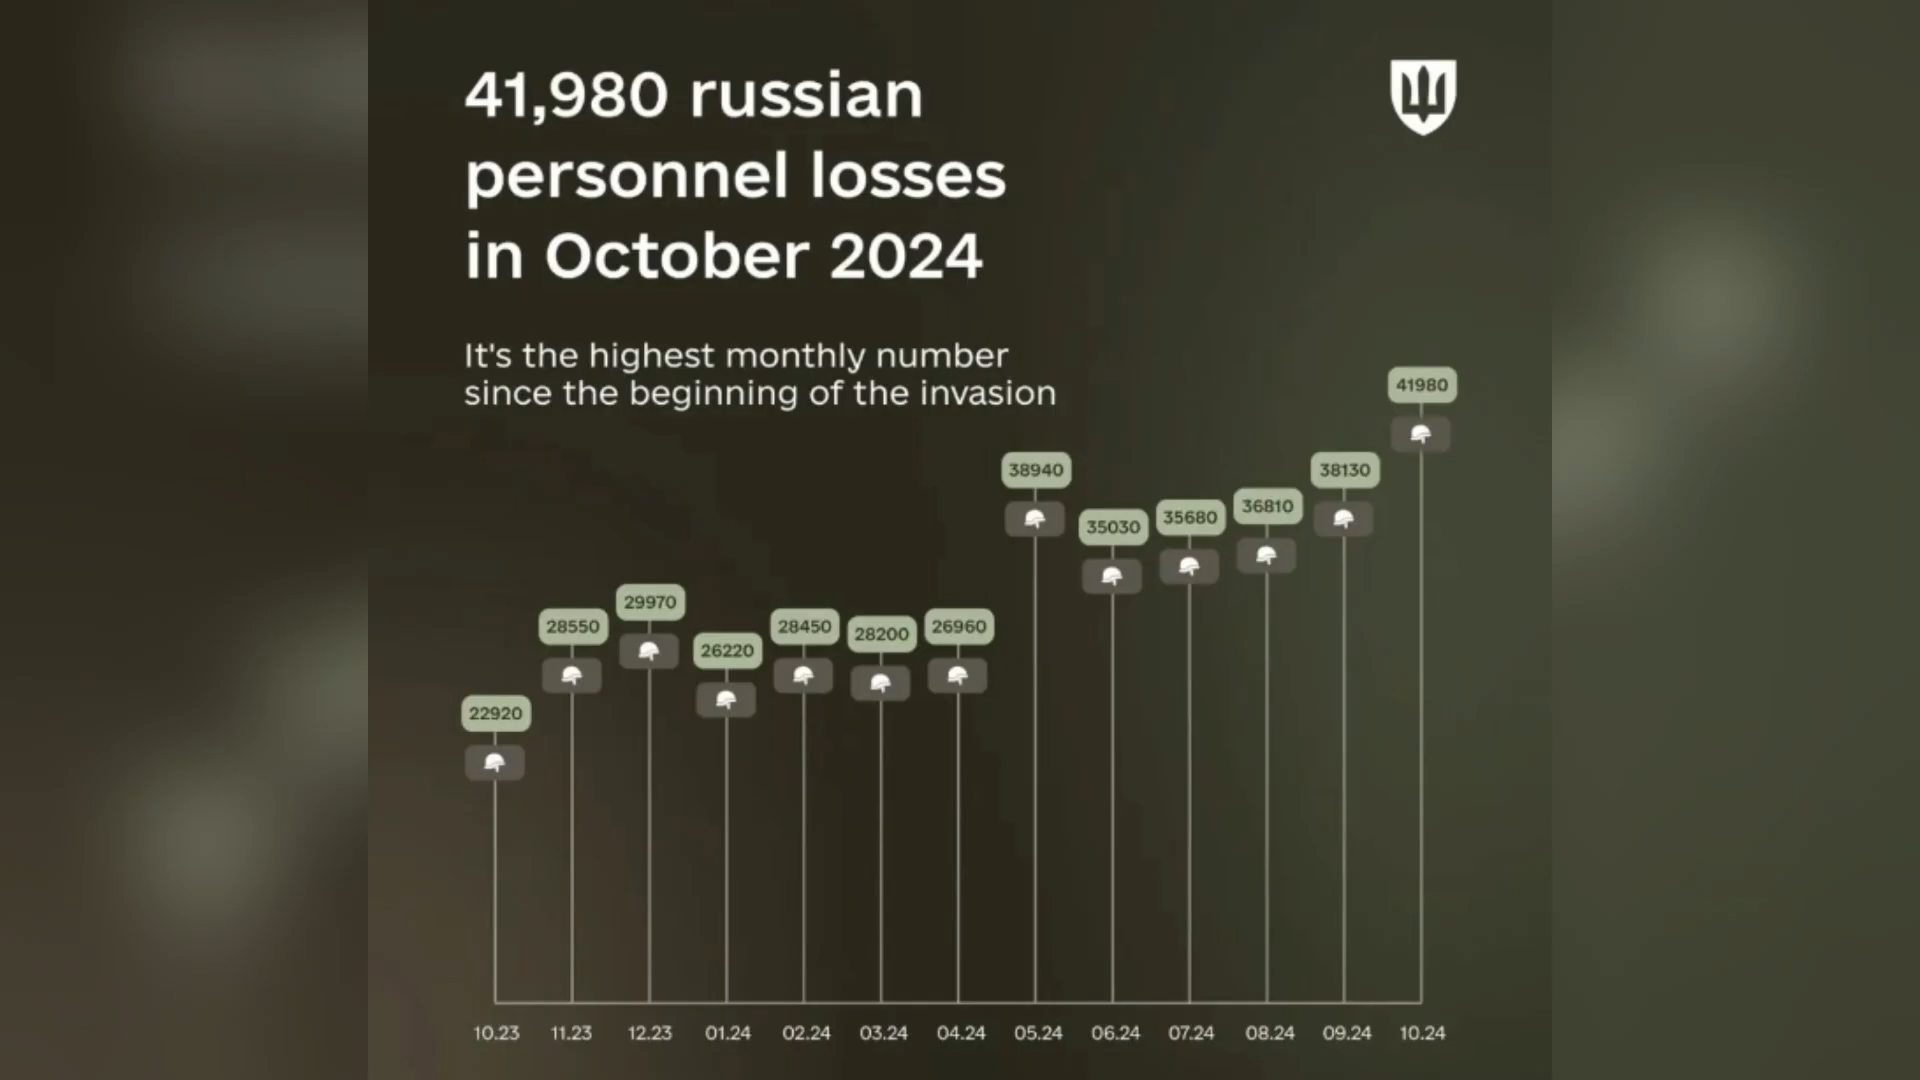 41,980 russian
personnel losses
in October 2024
It's the highest monthly number
since the beginning of the invasion
22920
28550
29970
26220
28450
28200
26960
38940
35030
35680
36810
38130
41980
10.23 11.23 12.23 01.24 02.24 03.24 04.24 05.24 06.24 07.24 08.24 09.24 10.24